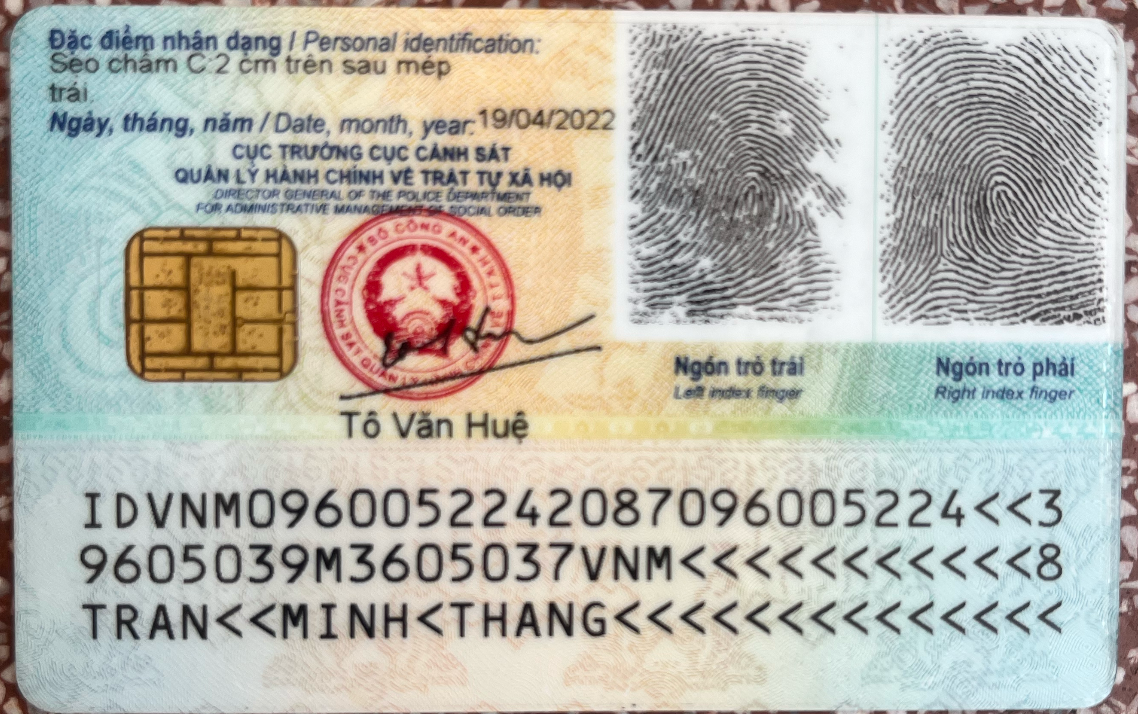 Đặc điểm nhân dạng / Personal identification:
Sẹo chấm C:2 cm trên sau mép
trái
Ngày, tháng, năm / Date, month, year: 19/04/2022
CỤC TRƯỞNG CỤC CẢNH SÁT
QUẢN LÝ HÀNH CHÍNH VỀ TRẬT TỰ XÃ HỘI
DIRECTOR GENERAL OF THE POLICE DEPARTMENT
FOR ADMINISTRATIVE MANAGEMENT OF SOCIAL ORDER
BỘ CÔNG AN
CỤC CẢNH SÁT QUẢN LÝ
Tô Văn Huệ
Ngón trỏ trái
Left index finger
Ngón trỏ phải
Right index finger
IDVNM0960052242087096005224<<3
9605039M3605037VNM<<<<<<<<<<<8
TRAN<<MINH<THANG<<<<<<<<<<<<<<